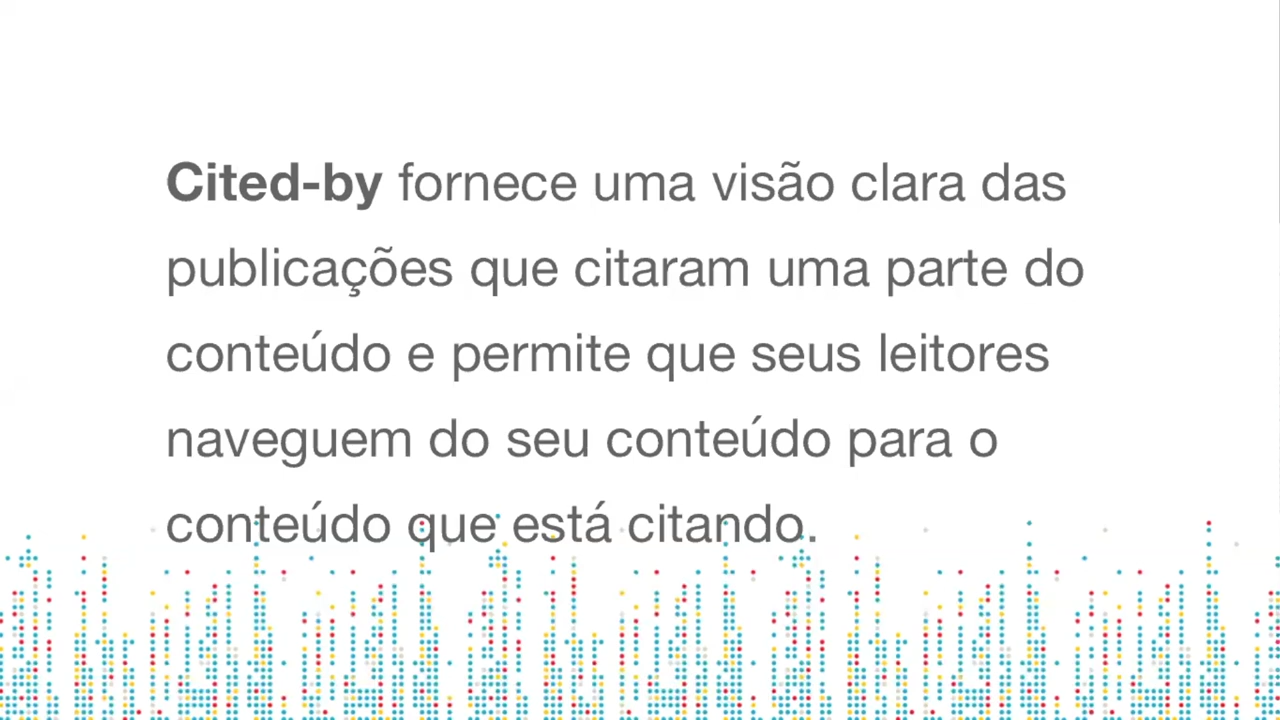 Cited-by fornece uma visão clara das
publicações que citaram uma parte do
conteúdo e permite que seus leitores
naveguem do seu conteúdo para o
conteúdo que está citando.